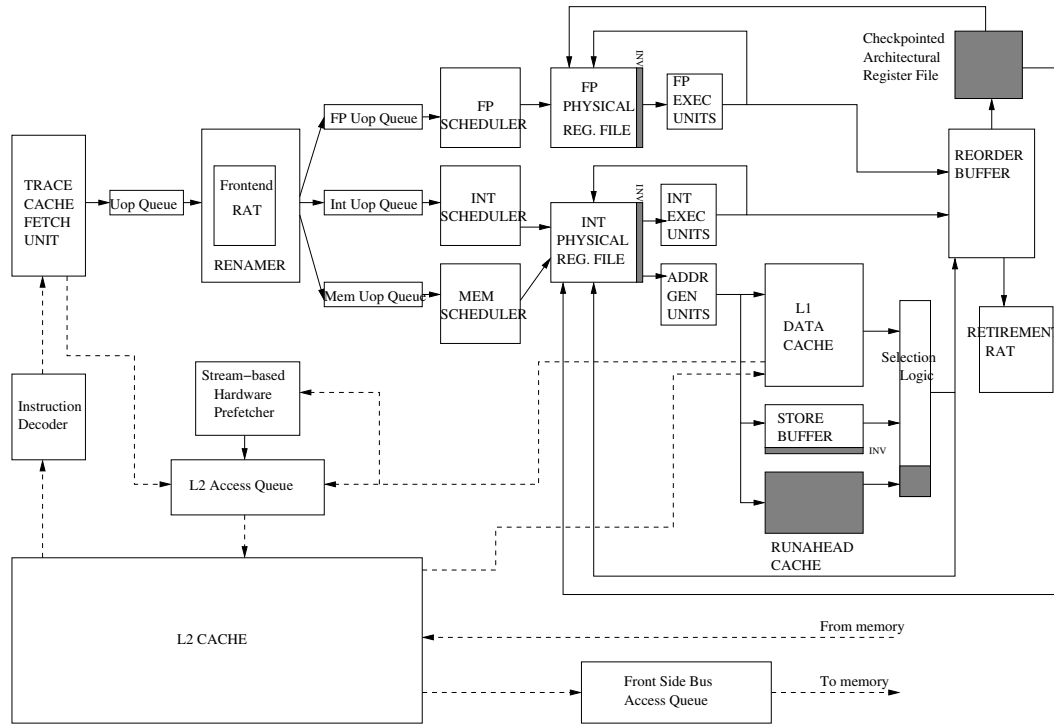 Checkpointed
Architectural
Register File
INV
FP
PHYSICAL
REG. FILE
FP
EXEC
UNITS
FP
SCHEDULER
FP Uop Queue
REORDER
BUFFER
TRACE
CACHE
FETCH
UNIT
Uop Queue
Frontend
RAT
RENAMER
Int Uop Queue
INT
SCHEDULER
INV
INT
PHYSICAL
REG. FILE
INT
EXEC
UNITS
Mem Uop Queue
MEM
SCHEDULER
ADDR
GEN
UNITS
L1
DATA
CACHE
Selection
Logic
RETIREMENT
RAT
Instruction
Decoder
Stream-based
Hardware
Prefetcher
STORE
BUFFER
INV
L2 Access Queue
RUNAHEAD
CACHE
L2 CACHE
From memory
Front Side Bus
Access Queue
To memory